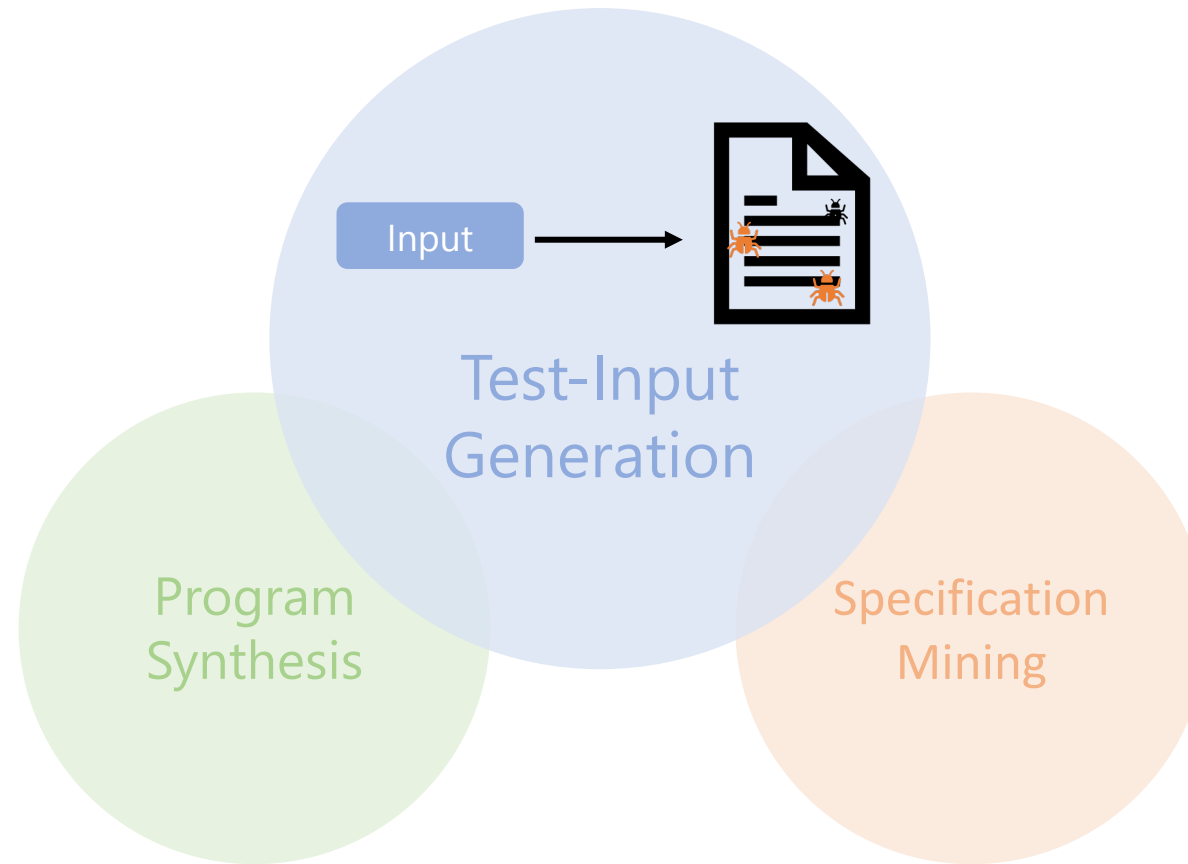 Input
Test-Input
Generation
Program
Synthesis
Specification
Mining